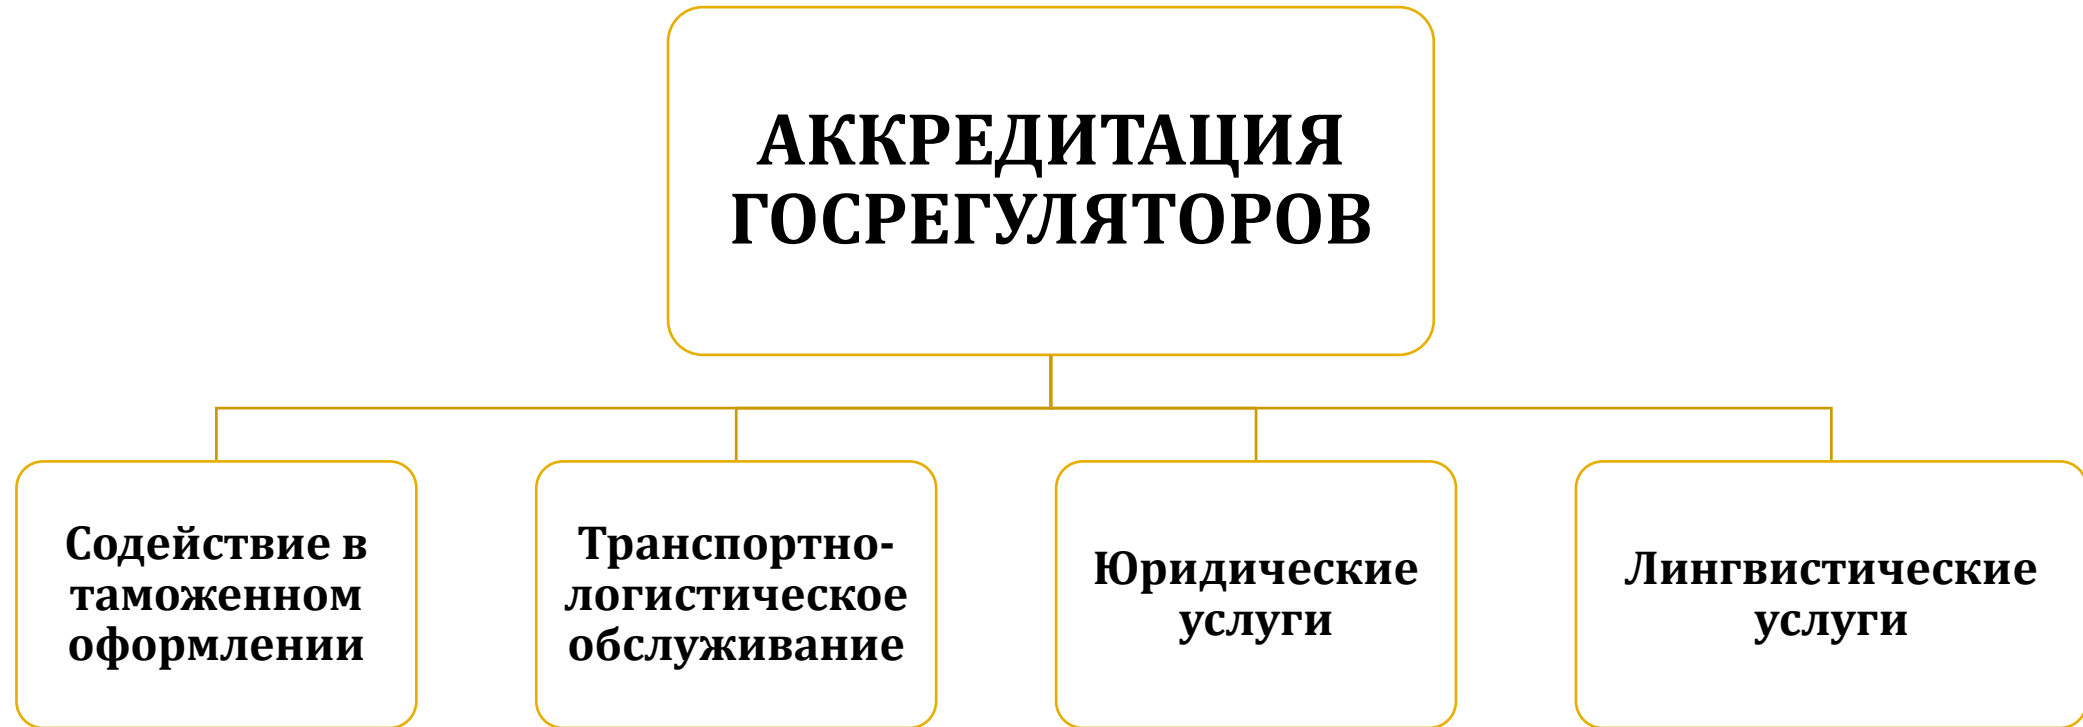 АККРЕДИТАЦИЯ
ГОСРЕГУЛЯТОРОВ
Содействие в
таможенном
оформлении
Транспортно-
логистическое
обслуживание
Юридические
услуги
Лингвистические
услуги